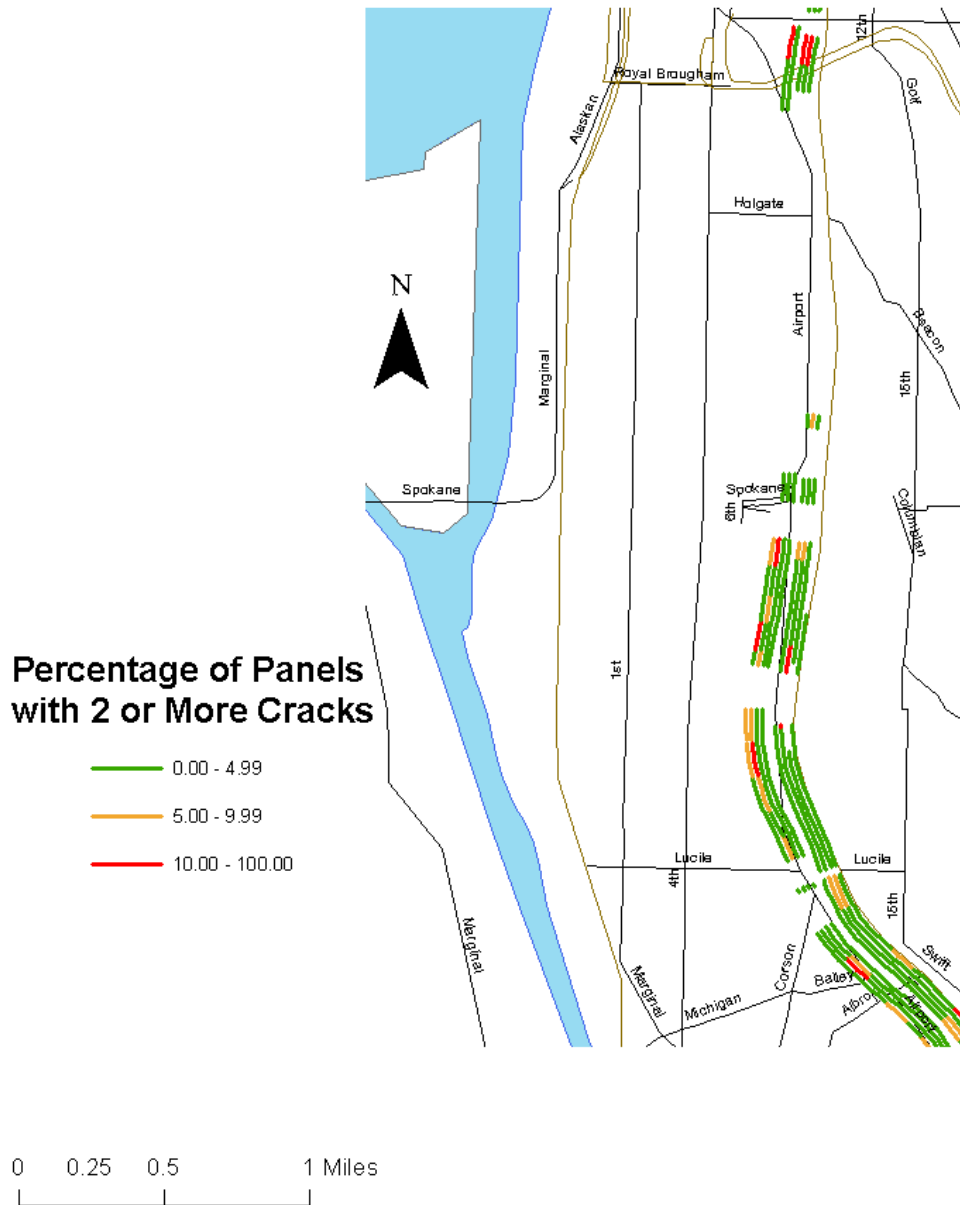 12th
Royal Brougham
Golf
Alaskan
Holgate
N
Airport
Beacon
Marginal
15th
Spokane
Spokane
6th
Columbian
Percentage of Panels
with 2 or More Cracks
1st
0.00 - 4.99
5.00 - 9.99
10.00 - 100.00
Lucile
Lucile
4th
15th
Marginal
Swift
Corson
Marginal
Bailey
Michigan
Albro
Airport
0 0.25 0.5 1 Miles